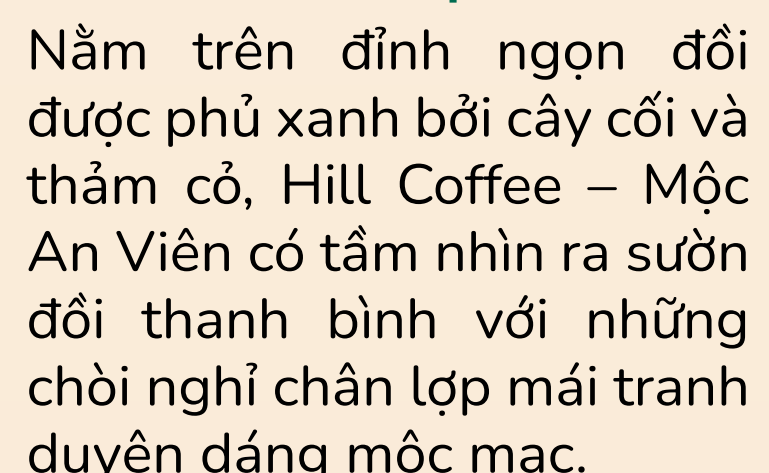 Nằm trên đỉnh ngọn đồi
được phủ xanh bởi cây cối và
thảm cỏ, Hill Coffee – Mộc
An Viên có tầm nhìn ra sườn
đồi thanh bình với những
chòi nghỉ chân lợp mái tranh
duyên dáng mộc mạc.